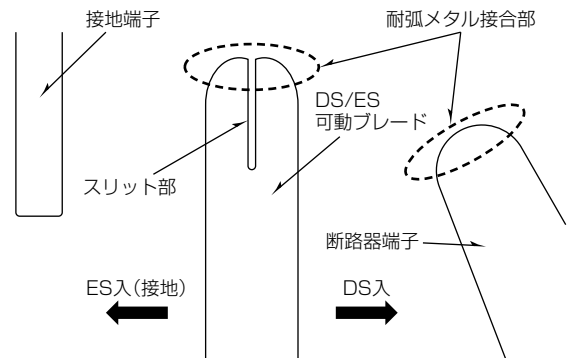 接地端子
耐弧メタル接合部
DS/ES
可動ブレード
スリット部
断路器端子
ES入(接地)
DS入